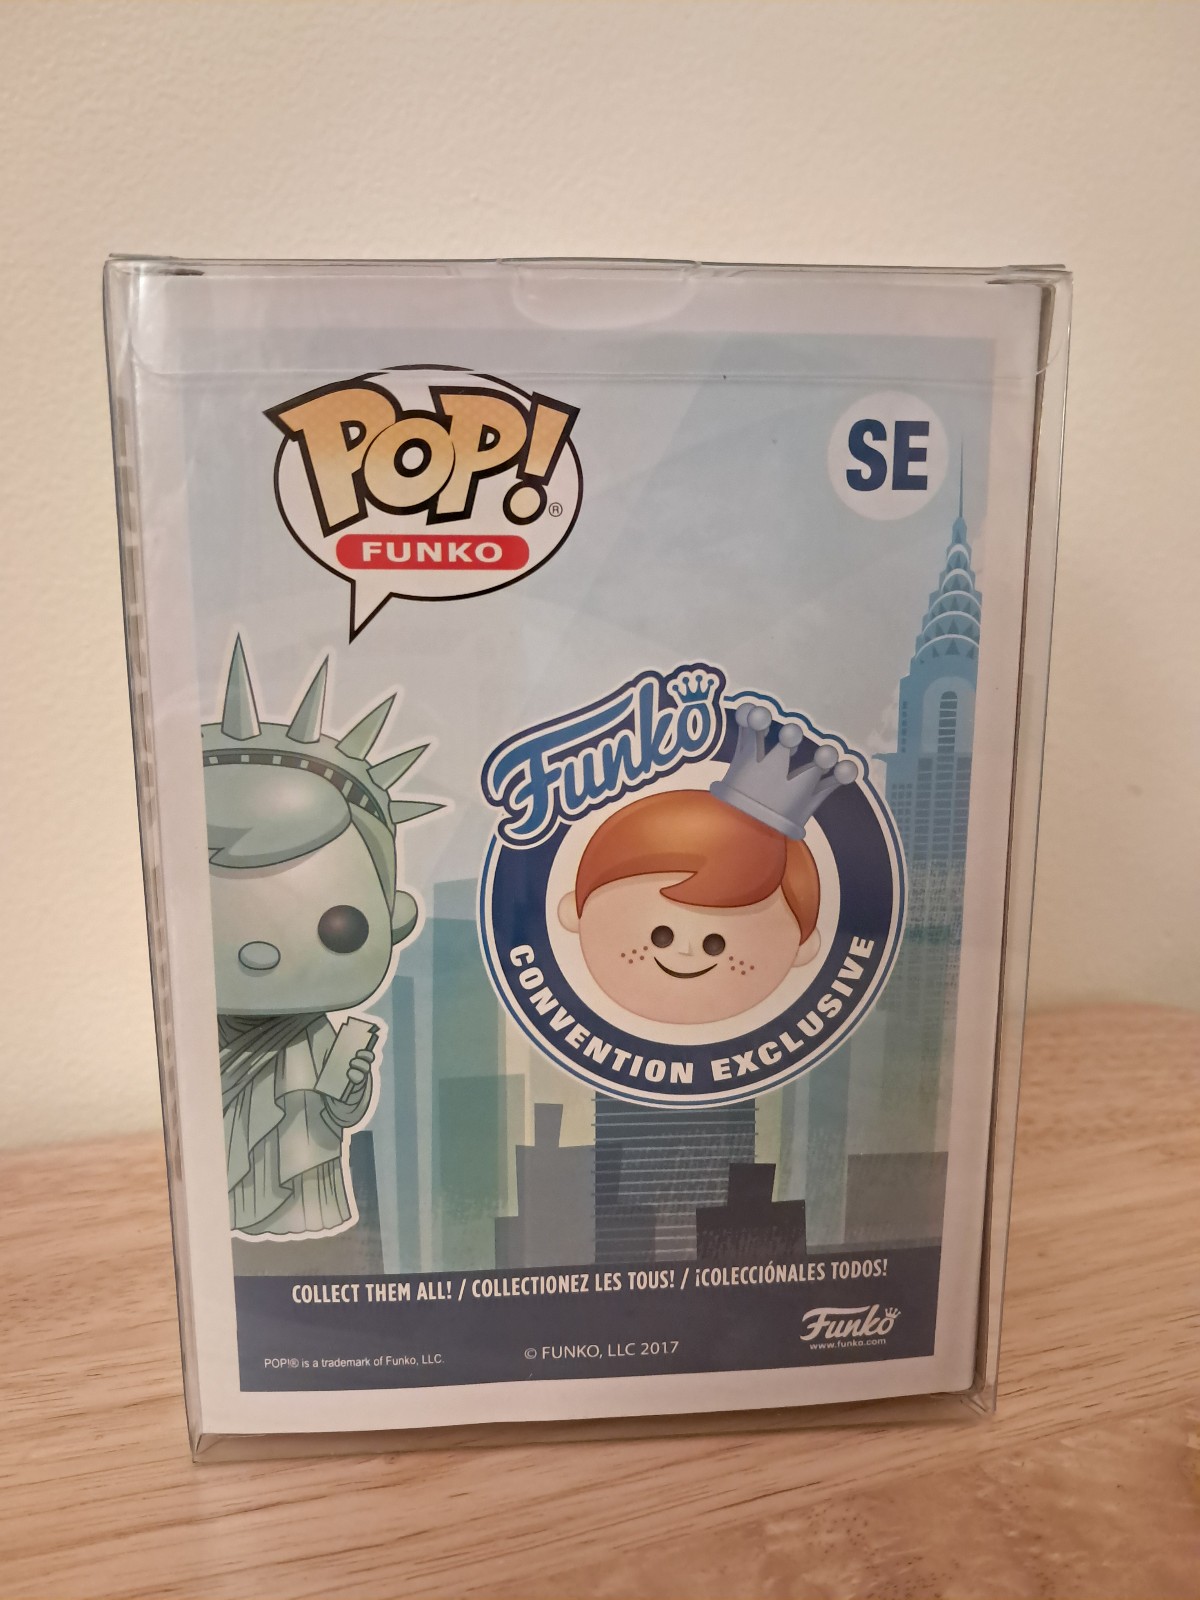 POP!®
FUNKO
SE
Funko
CONVENTION EXCLUSIVE
COLLECT THEM ALL! / COLLECTIONEZ LES TOUS! / ¡COLECCIÓNALES TODOS!
Funko
www.funko.com
POP!® is a trademark of Funko, LLC.
© FUNKO, LLC 2017